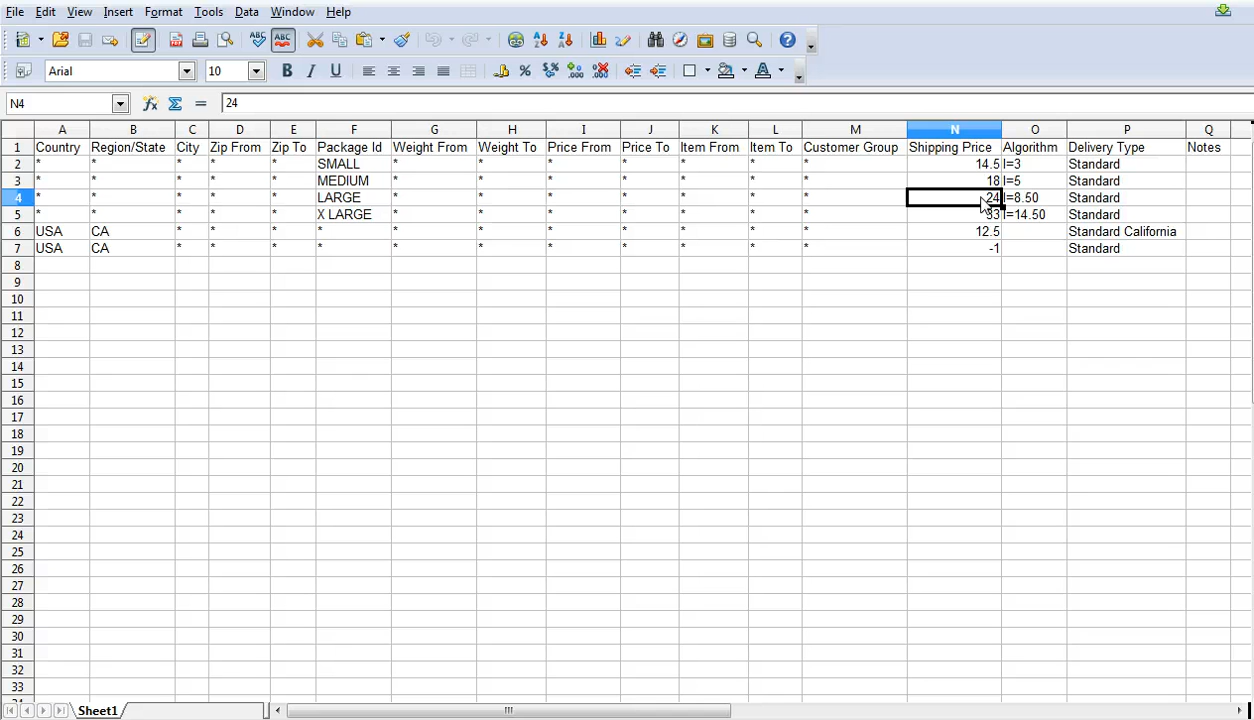 File Edit View Insert Format Tools Data Window Help
Arial 10
N4 24
A B C D E F G H I J K L M N O P Q
1 Country Region/State City Zip From Zip To Package Id Weight From Weight To Price From Price To Item From Item To Customer Group Shipping Price Algorithm Delivery Type Notes
2 * * * * * SMALL * * * * * * * 14.5 I=3 Standard
3 * * * * * MEDIUM * * * * * * * 18 I=5 Standard
4 * * * * * LARGE * * * * * * * 24 I=8.50 Standard
5 * * * * * X LARGE * * * * * * * 33 I=14.50 Standard
6 USA CA * * * * * * * * * * * 12.5 Standard California
7 USA CA * * * * * * * * * * * -1 Standard
8
9
10
11
12
13
14
15
16
17
18
19
20
21
22
23
24
25
26
27
28
29
30
31
32
33
Sheet1